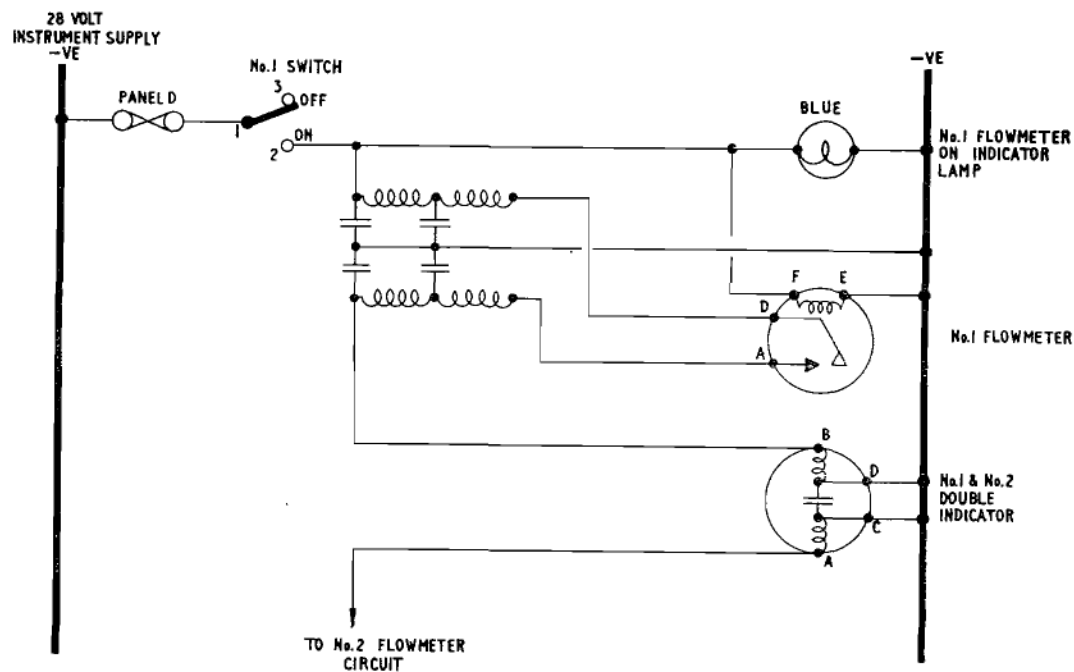 28 VOLT
INSTRUMENT SUPPLY
-VE
PANEL D
No.1 SWITCH
3
OFF
1
ON
2
BLUE
-VE
No.1 FLOWMETER
ON INDICATOR
LAMP
F
E
D
A
No.1 FLOWMETER
B
D
C
A
No.1 & No.2
DOUBLE
INDICATOR
TO No.2 FLOWMETER
CIRCUIT